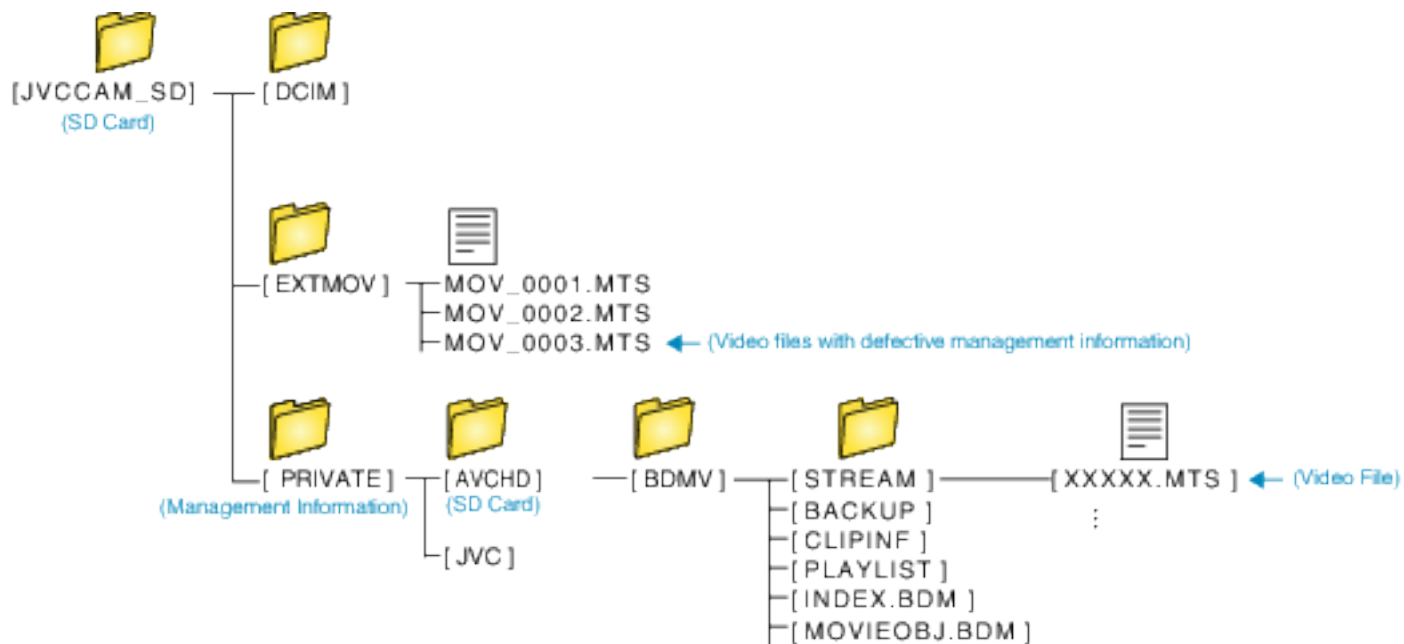 [JVCCAM_SD]
(SD Card)
[DCIM]
[EXTMOV]
MOV_0001.MTS
MOV_0002.MTS
MOV_0003.MTS
(Video files with defective management information)
[PRIVATE]
(Management Information)
[AVCHD]
(SD Card)
[JVC]
[BDMV]
[STREAM]
[BACKUP]
[CLIPINF]
[PLAYLIST]
[INDEX.BDM]
[MOVIEOBJ.BDM]
[XXXXX.MTS]
(Video File)